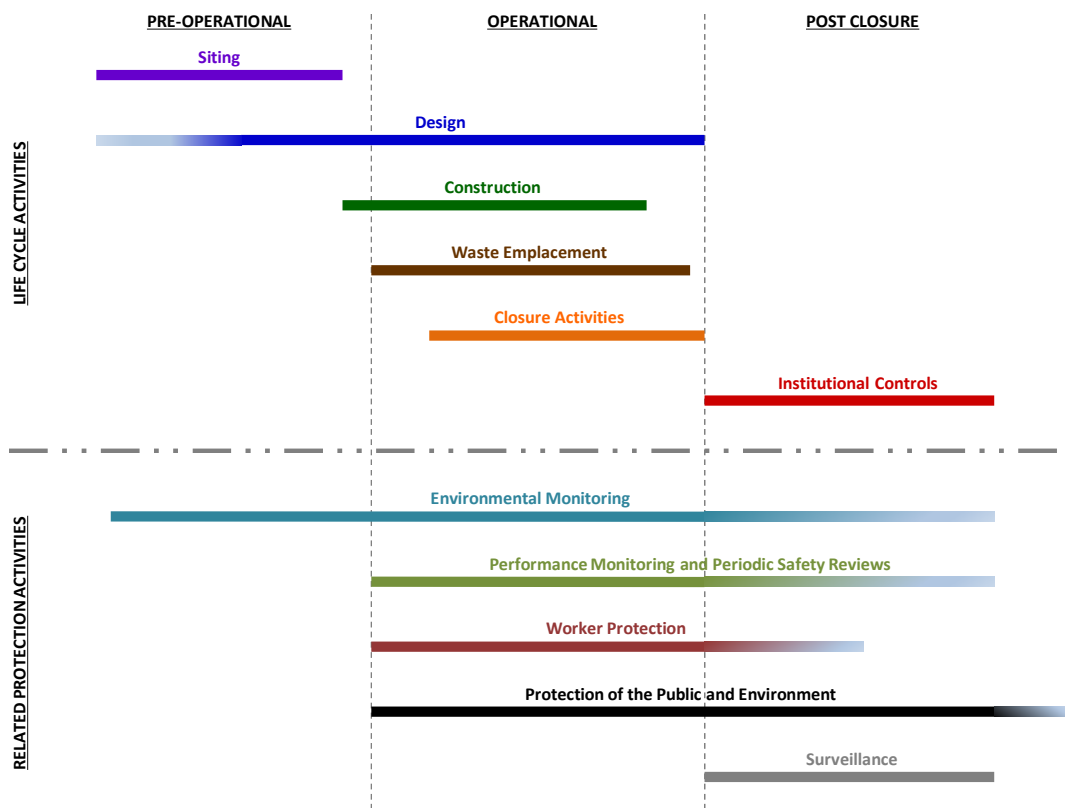 PRE-OPERATIONAL
OPERATIONAL
POST CLOSURE
LIFE CYCLE ACTIVITIES
Siting
Design
Construction
Waste Emplacement
Closure Activities
Institutional Controls
RELATED PROTECTION ACTIVITIES
Environmental Monitoring
Performance Monitoring and Periodic Safety Reviews
Worker Protection
Protection of the Public and Environment
Surveillance